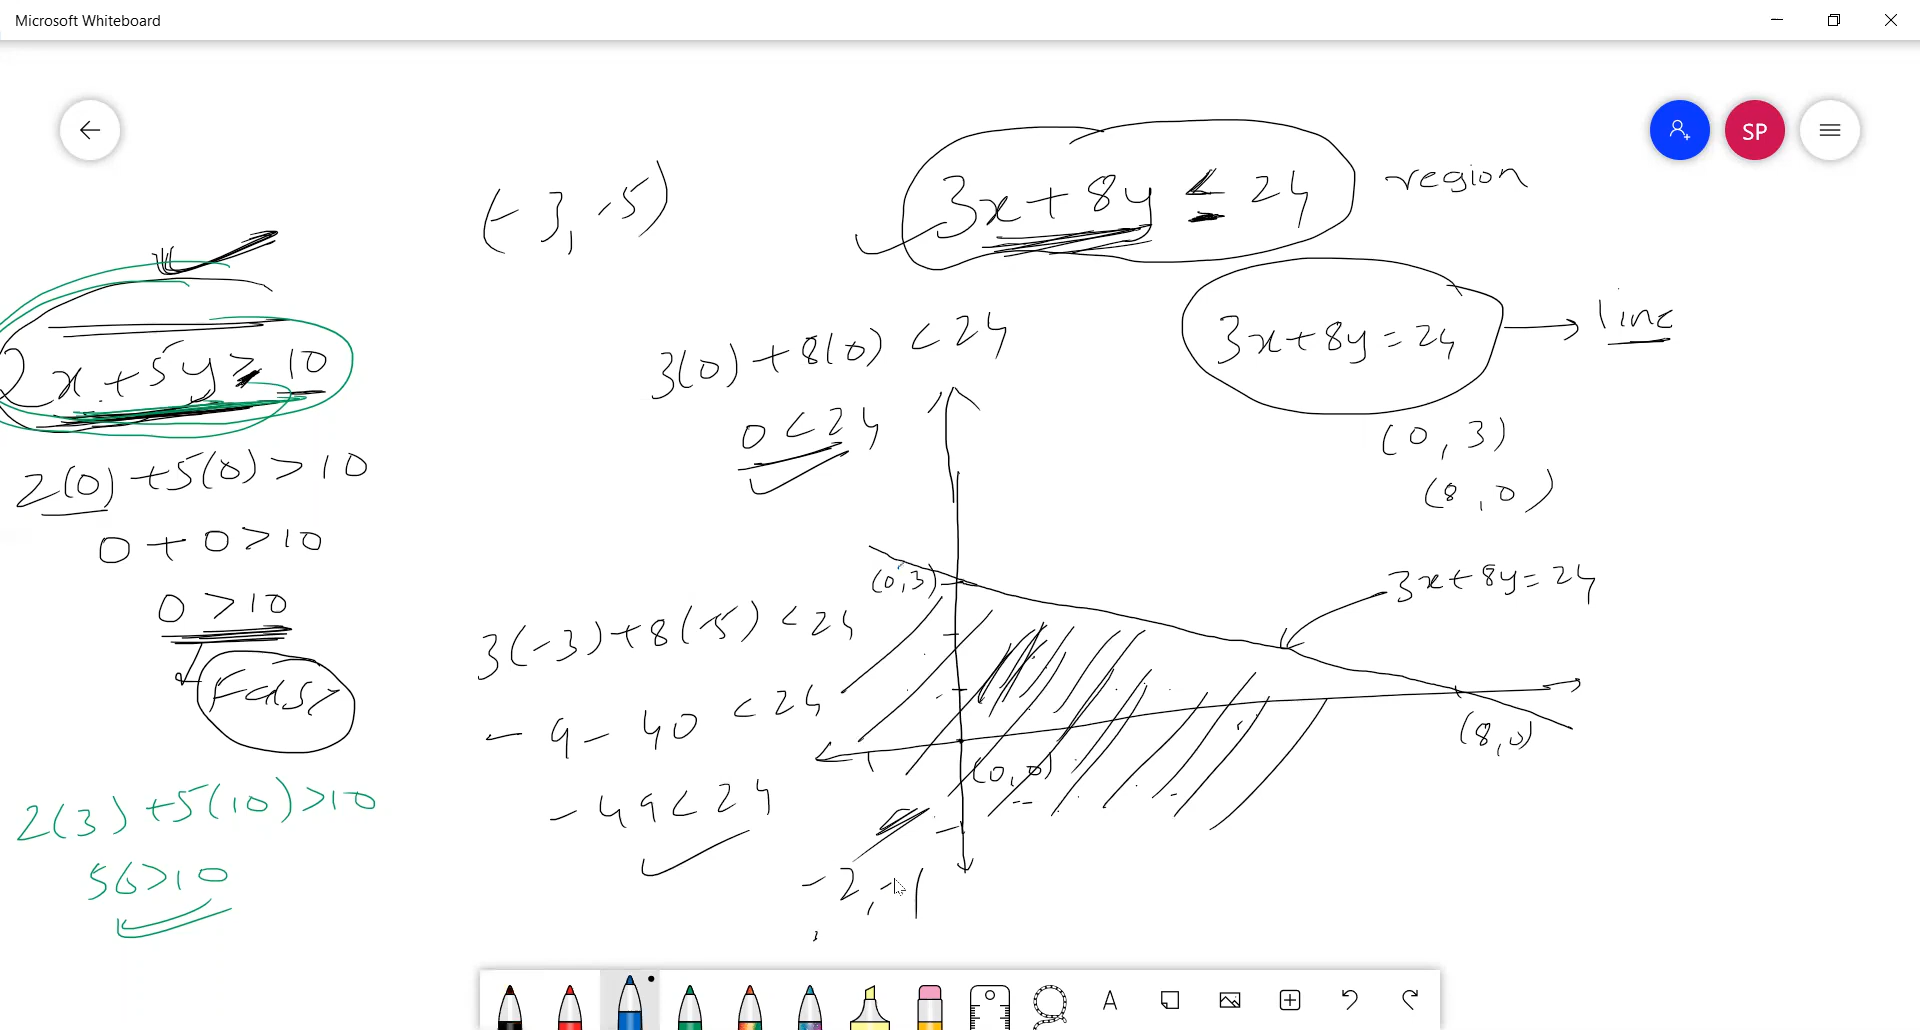 Microsoft Whiteboard
SP
(-3, -5)
3x+8y ≤ 24
region
3x+8y=24
line
(0, 3)
(8, 0)
2x+5y> 10
2(0)+5(0)>10
0+0>10
0>10
False
2(3)+5(10)>10
56>10
3(0)+8(0)<24
0<24
3(-3)+8(-5)<24
-9-40<24
-49<24
(0,3)
3x+8y=24
(0,0)
(8,0)
-2,-1
A